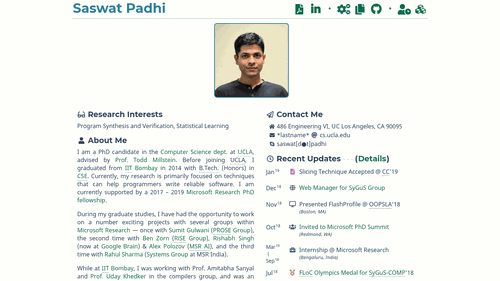 Saswat Padhi
Research Interests
Program Synthesis and Verification, Statistical Learning
About Me
I am a PhD candidate in the Computer Science dept. at UCLA,
advised by Prof. Todd Millstein. Before joining UCLA, I
graduated from IIT Bombay in 2014 with B.Tech. (Honors) in
CSE. Currently, my research is primarily focused on techniques
that can help programmers write reliable software. I am
currently supported by a 2017 – 2019 Microsoft Research PhD
fellowship.
During my graduate studies, I have had the opportunity to work
on a number exciting projects with several groups within
Microsoft Research — once with Sumit Gulwani (PROSE Group),
the second time with Ben Zorn (RiSE Group), Rishabh Singh
(now at Google Brain) & Alex Polozov (MSR AI), and the third
time with Rahul Sharma (Systems Group at MSR India).
While at IIT Bombay, I was working with Prof. Amitabha Sanyal
and Prof. Uday Khedker in the compilers group, and was an
Contact Me
486 Engineering VI, UC Los Angeles, CA 90095
*lastname* @ cs.ucla.edu
saswat[d●t]padhi
Recent Updates (Details)
Jan'19 Slicing Technique Accepted @ CC'19
Dec'18 Web Manager for SyGuS Group
Nov'18 Presented FlashProfile @ OOPSLA'18
(Boston, MA)
Oct'18 Invited to Microsoft PhD Summit
(Redmond, WA)
Mar'18 - Sep'18 Internship @ Microsoft Research
(Bengaluru, India)
Jul'18 FLoC Olympics Medal for SyGuS-COMP'18